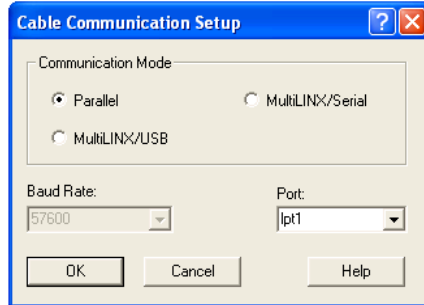 Cable Communication Setup
Communication Mode
Parallel
MultiLINX/Serial
MultiLINX/USB
Baud Rate:
Port:
57600
lpt1
OK
Cancel
Help